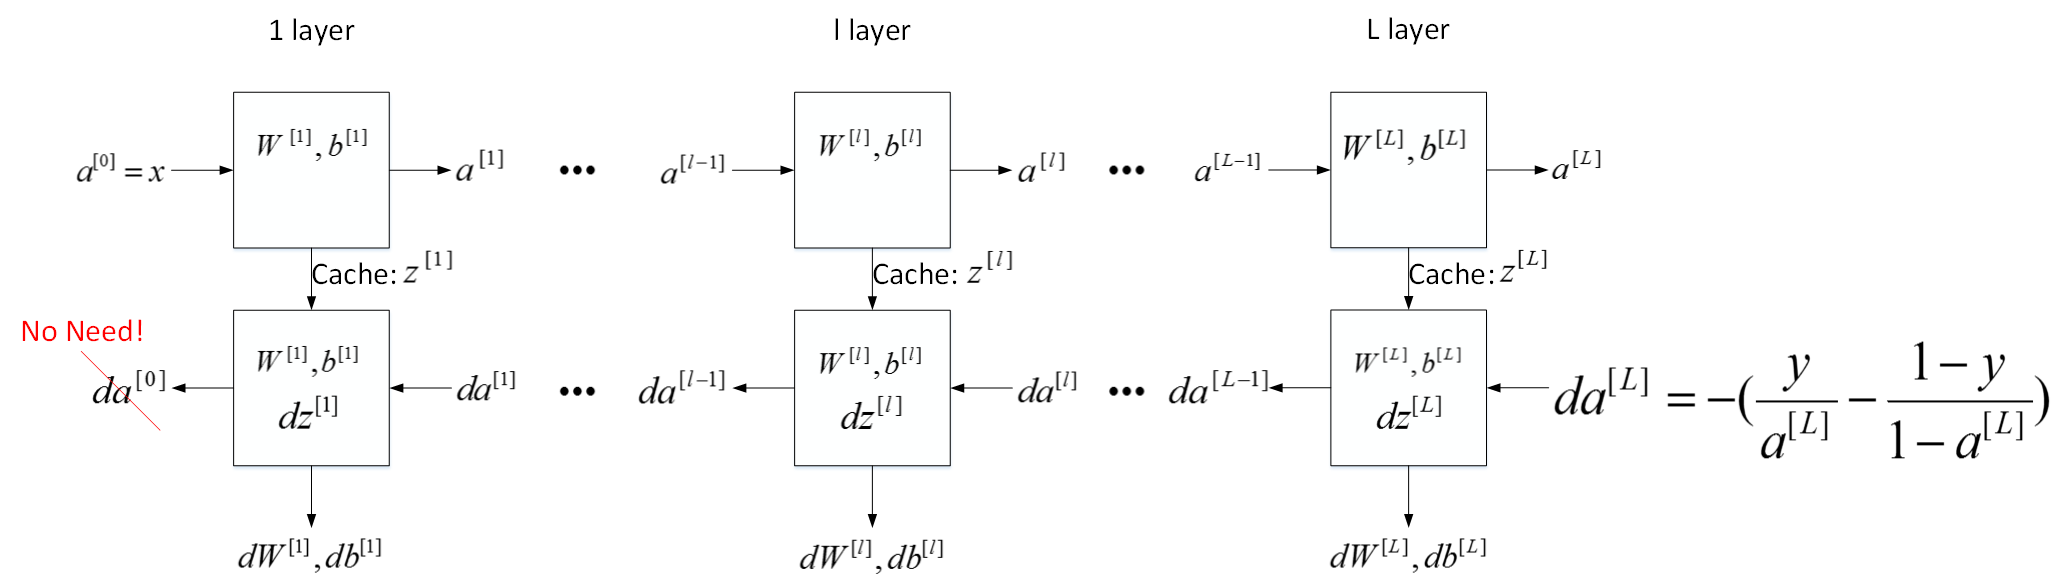 1 layer l layer L layer
a^[0] = x W^[1], b^[1] a^[1] ••• a^[l−1] W^[l], b^[l] a^[l] ••• a^[L−1] W^[L], b^[L] a^[L]
Cache: z^[1] Cache: z^[l] Cache: z^[L]
No Need!
da^[0] W^[1], b^[1] da^[1] ••• da^[l−1] W^[l], b^[l] da^[l] ••• da^[L−1] W^[L], b^[L] da^[L] = −(y/a^[L] − (1 − y)/(1 − a^[L]))
dz^[1] dz^[l] dz^[L]
dW^[1], db^[1] dW^[l], db^[l] dW^[L], db^[L]